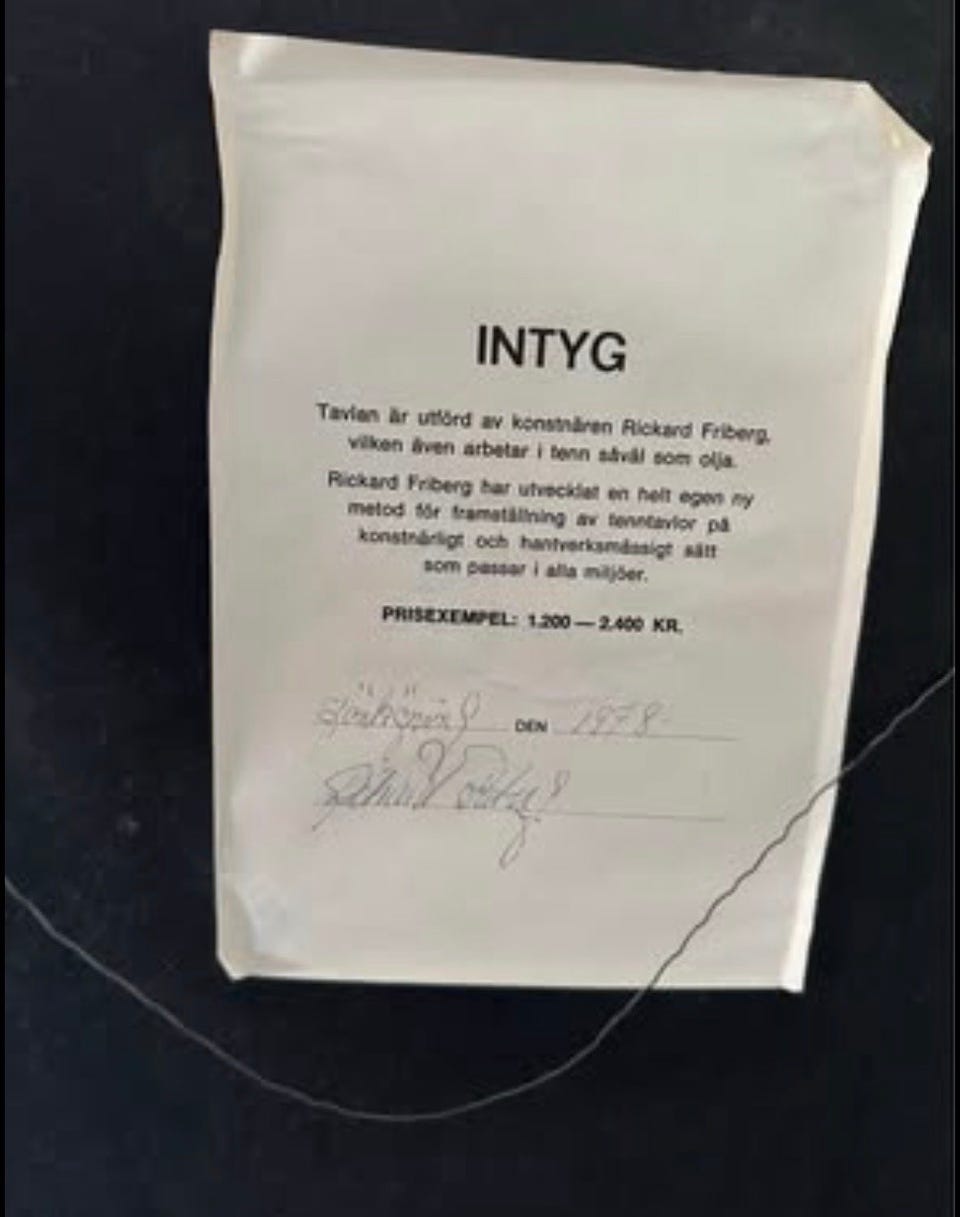 INTYG
Tavlan är utförd av konstnären Rickard Friberg,
vilken även arbetar i tenn såväl som olja.
Rickard Friberg har utvecklat en helt egen ny
metod för framställning av tenntavlor på
konstnärligt och hantverksmässigt sätt
som passar i alla miljöer.
PRISEXEMPEL: 1.200 — 2.400 KR.
Jönköping DEN 1978